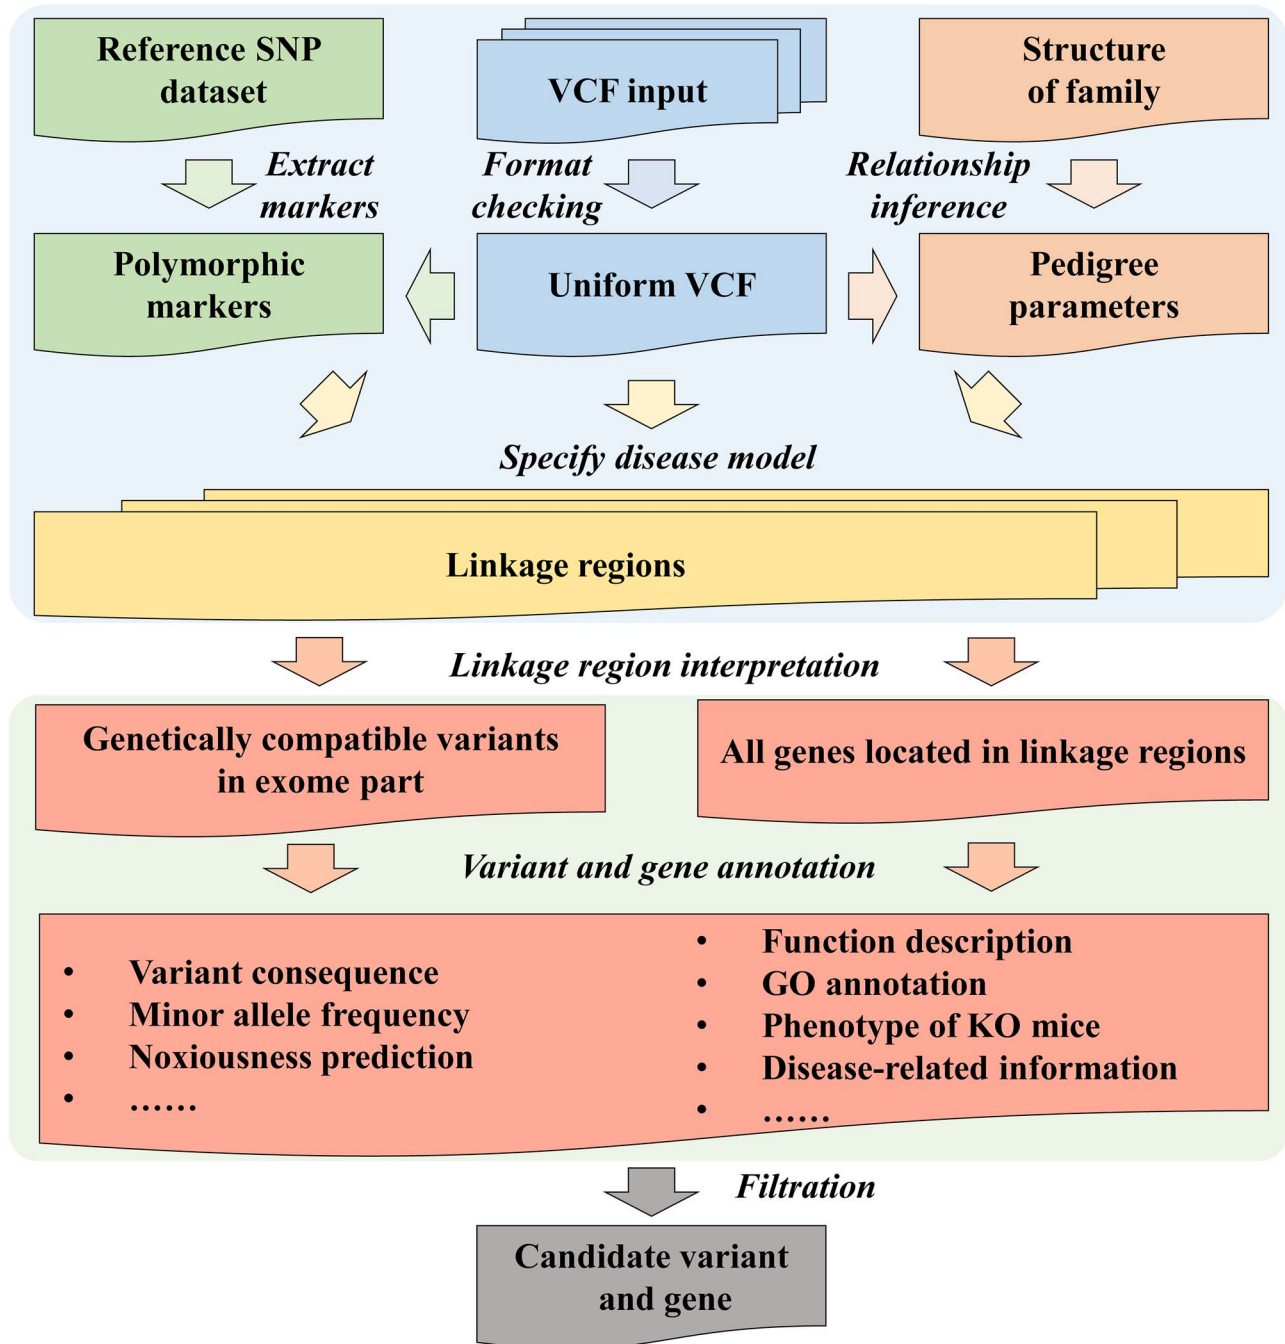 Reference SNP
dataset
VCF input
Structure
of family
Extract
markers
Format
checking
Relationship
inference
Polymorphic
markers
Uniform VCF
Pedigree
parameters
Specify disease model
Linkage regions
Linkage region interpretation
Genetically compatible variants
in exome part
All genes located in linkage regions
Variant and gene annotation
• Variant consequence
• Minor allele frequency
• Noxiousness prediction
• ……
• Function description
• GO annotation
• Phenotype of KO mice
• Disease-related information
• ……
Filtration
Candidate variant
and gene